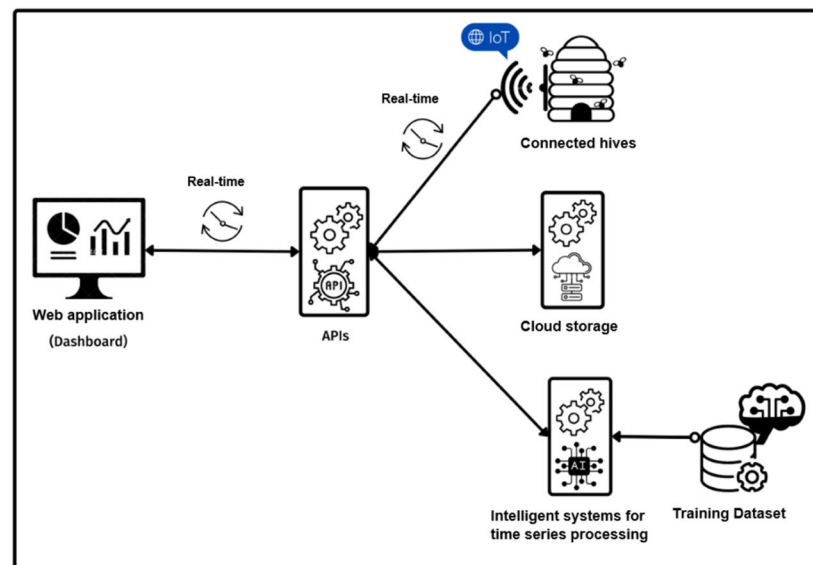 IoT
Real-time
Connected hives
Real-time
Web application
(Dashboard)
API
APIs
Cloud storage
AI
Intelligent systems for
time series processing
Training Dataset